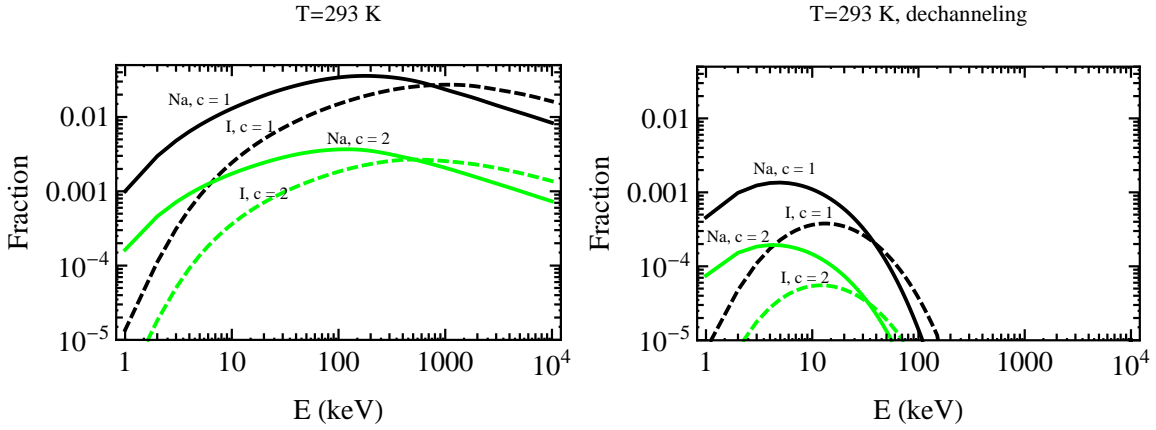 T=293 K
Na, c = 1
I, c = 1
Na, c = 2
I, c = 2
0.01
0.001
10^-4
10^-5
1
10
100
1000
10^4
Fraction
E (keV)
T=293 K, dechanneling
Na, c = 1
I, c = 1
Na, c = 2
I, c = 2
0.01
0.001
10^-4
10^-5
1
10
100
1000
10^4
Fraction
E (keV)